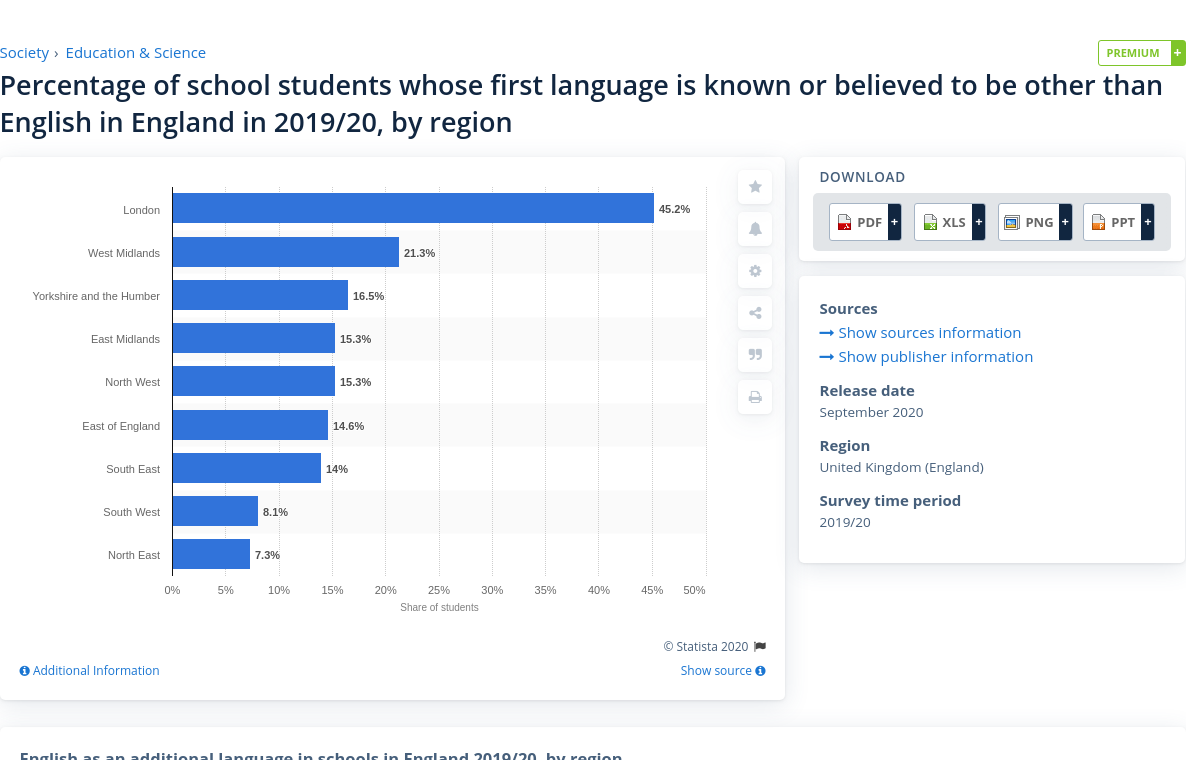 Society › Education & Science
PREMIUM +
Percentage of school students whose first language is known or believed to be other than
English in England in 2019/20, by region
London 45.2%
West Midlands 21.3%
Yorkshire and the Humber 16.5%
East Midlands 15.3%
North West 15.3%
East of England 14.6%
South East 14%
South West 8.1%
North East 7.3%
0% 5% 10% 15% 20% 25% 30% 35% 40% 45% 50%
Share of students
© Statista 2020
Additional Information
Show source
DOWNLOAD
PDF + XLS + PNG + PPT +
Sources
Show sources information
Show publisher information
Release date
September 2020
Region
United Kingdom (England)
Survey time period
2019/20
English as an additional language in schools in England 2019/20, by region